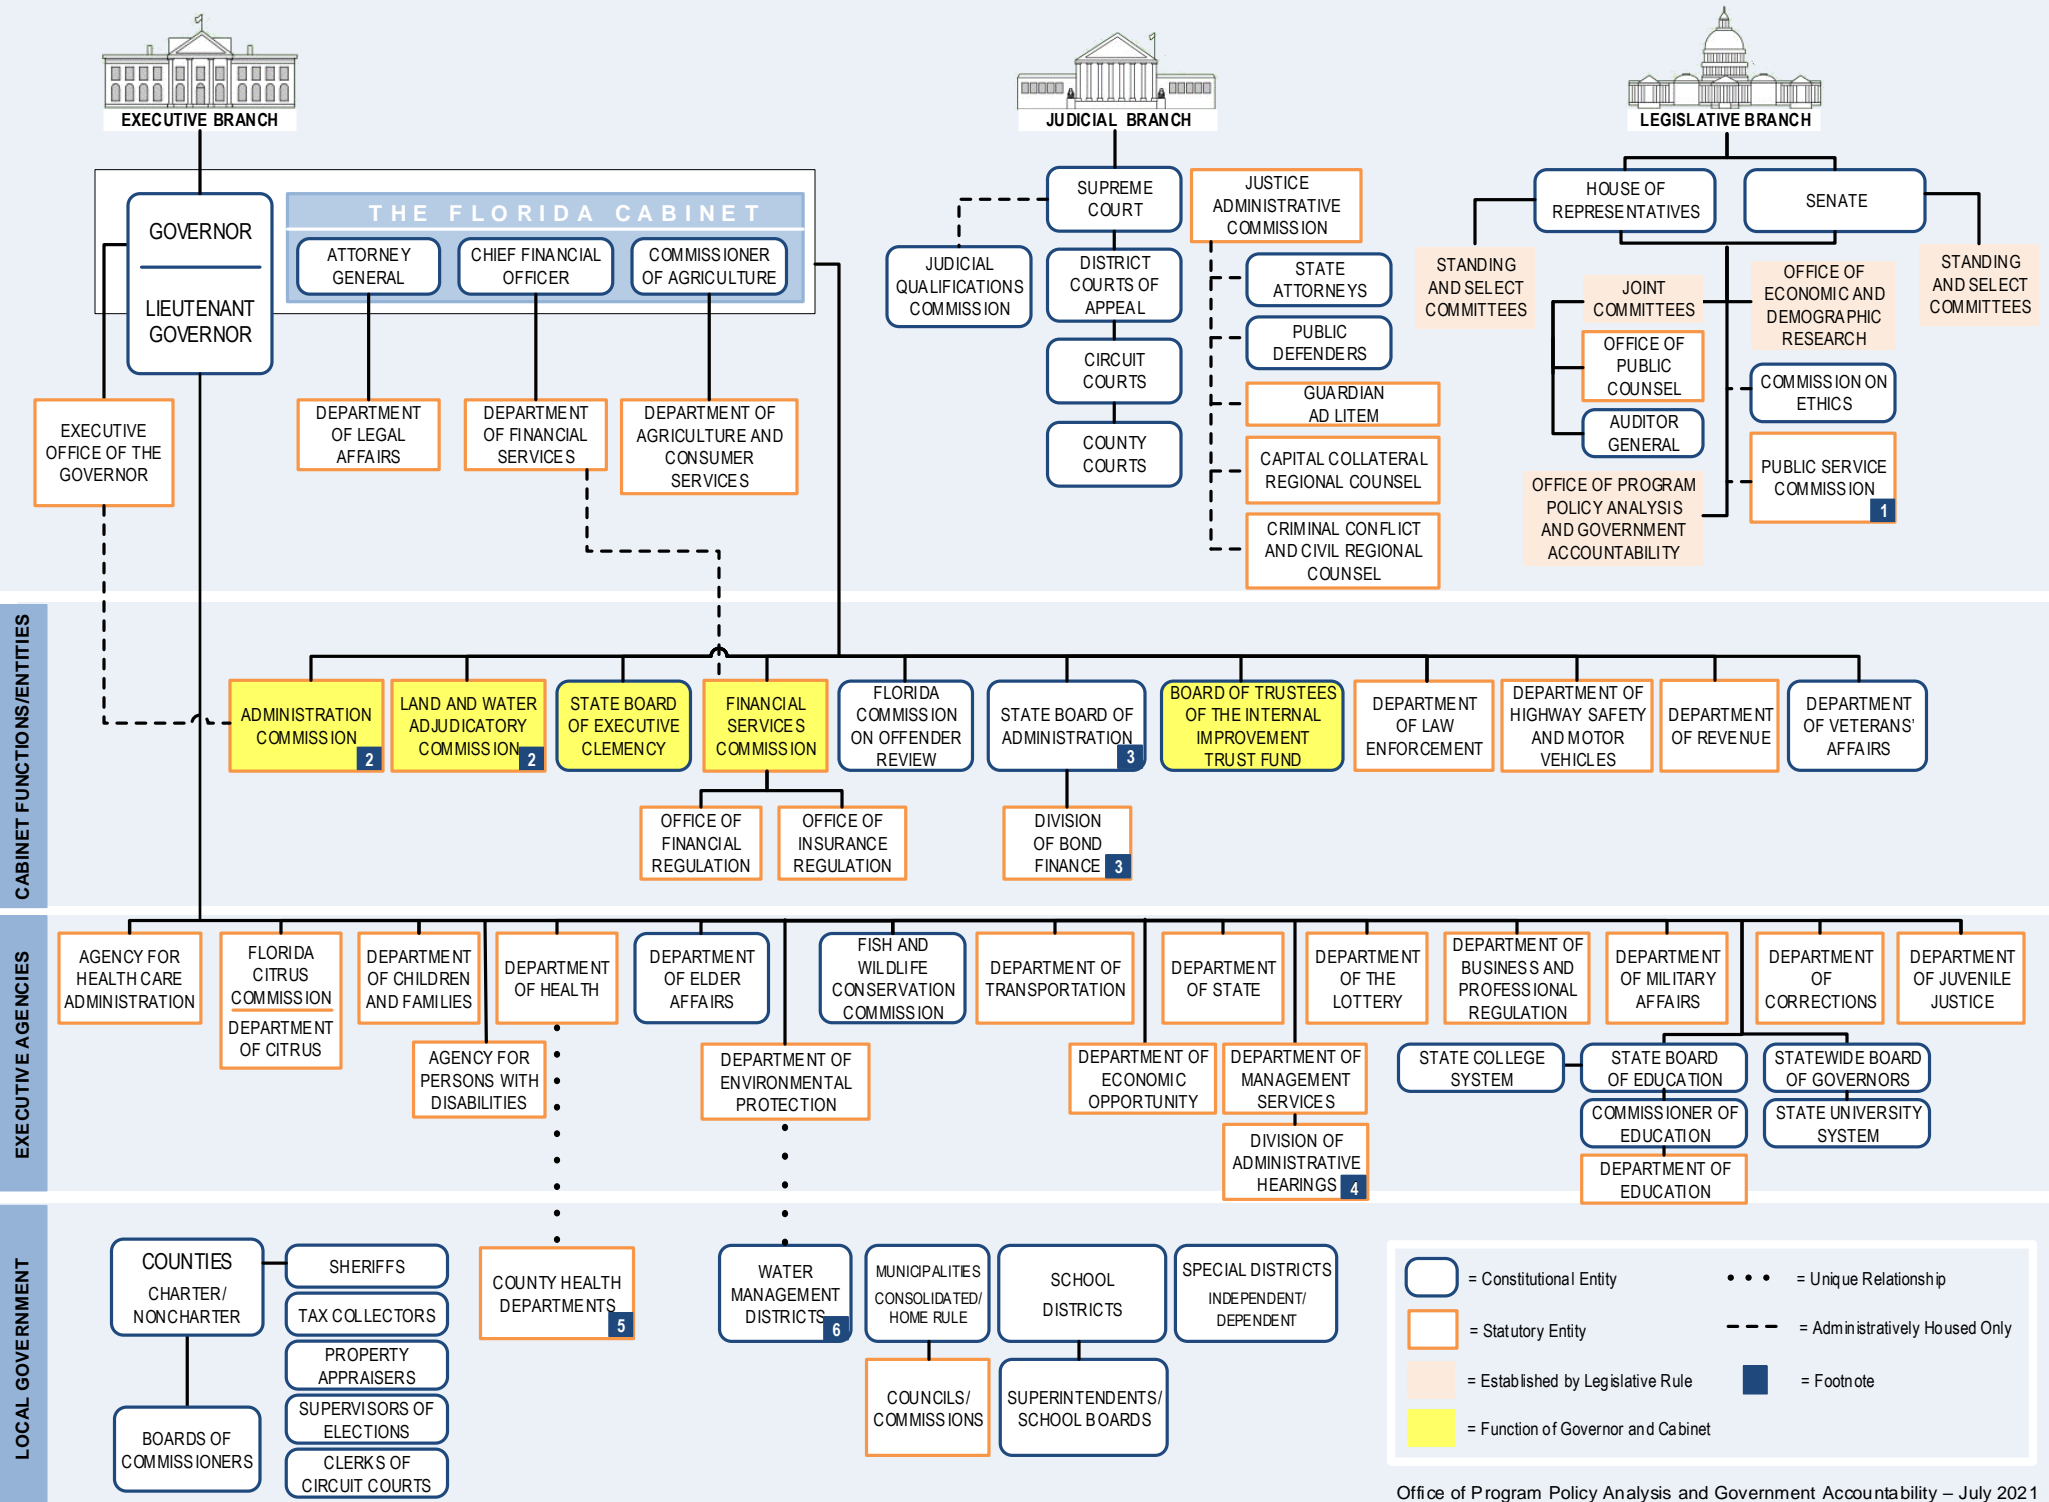 EXECUTIVE BRANCH
JUDICIAL BRANCH
LEGISLATIVE BRANCH
GOVERNOR
LIEUTENANT
GOVERNOR
THE FLORIDA CABINET
ATTORNEY
GENERAL
CHIEF FINANCIAL
OFFICER
COMMISSIONER
OF AGRICULTURE
EXECUTIVE
OFFICE OF THE
GOVERNOR
DEPARTMENT
OF LEGAL
AFFAIRS
DEPARTMENT
OF FINANCIAL
SERVICES
DEPARTMENT OF
AGRICULTURE AND
CONSUMER
SERVICES
SUPREME
COURT
JUDICIAL
QUALIFICATIONS
COMMISSION
DISTRICT
COURTS OF
APPEAL
CIRCUIT
COURTS
COUNTY
COURTS
JUSTICE
ADMINISTRATIVE
COMMISSION
STATE
ATTORNEYS
PUBLIC
DEFENDERS
GUARDIAN
AD LITEM
CAPITAL COLLATERAL
REGIONAL COUNSEL
CRIMINAL CONFLICT
AND CIVIL REGIONAL
COUNSEL
HOUSE OF
REPRESENTATIVES
SENATE
STANDING
AND SELECT
COMMITTEES
JOINT
COMMITTEES
OFFICE OF
PUBLIC
COUNSEL
AUDITOR
GENERAL
OFFICE OF PROGRAM
POLICY ANALYSIS
AND GOVERNMENT
ACCOUNTABILITY
OFFICE OF
ECONOMIC AND
DEMOGRAPHIC
RESEARCH
COMMISSION ON
ETHICS
PUBLIC SERVICE
COMMISSION
1
STANDING
AND SELECT
COMMITTEES
CABINET FUNCTIONS/ENTITIES
ADMINISTRATION
COMMISSION
2
LAND AND WATER
ADJUDICATORY
COMMISSION
2
STATE BOARD
OF EXECUTIVE
CLEMENCY
FINANCIAL
SERVICES
COMMISSION
FLORIDA
COMMISSION
ON OFFENDER
REVIEW
STATE BOARD OF
ADMINISTRATION
3
BOARD OF TRUSTEES
OF THE INTERNAL
IMPROVEMENT
TRUST FUND
DEPARTMENT
OF LAW
ENFORCEMENT
DEPARTMENT OF
HIGHWAY SAFETY
AND MOTOR
VEHICLES
DEPARTMENT
OF REVENUE
DEPARTMENT
OF VETERANS'
AFFAIRS
OFFICE OF
FINANCIAL
REGULATION
OFFICE OF
INSURANCE
REGULATION
DIVISION
OF BOND
FINANCE
3
EXECUTIVE AGENCIES
AGENCY FOR
HEALTH CARE
ADMINISTRATION
FLORIDA
CITRUS
COMMISSION
DEPARTMENT
OF CITRUS
DEPARTMENT
OF CHILDREN
AND FAMILIES
AGENCY FOR
PERSONS WITH
DISABILITIES
DEPARTMENT
OF HEALTH
DEPARTMENT
OF ELDER
AFFAIRS
DEPARTMENT OF
ENVIRONMENTAL
PROTECTION
FISH AND
WILDLIFE
CONSERVATION
COMMISSION
DEPARTMENT OF
TRANSPORTATION
DEPARTMENT OF
ECONOMIC
OPPORTUNITY
DEPARTMENT
OF STATE
DEPARTMENT OF
MANAGEMENT
SERVICES
DIVISION OF
ADMINISTRATIVE
HEARINGS
4
DEPARTMENT
OF THE
LOTTERY
DEPARTMENT OF
BUSINESS AND
PROFESSIONAL
REGULATION
DEPARTMENT
OF MILITARY
AFFAIRS
DEPARTMENT
OF
CORRECTIONS
DEPARTMENT
OF JUVENILE
JUSTICE
STATE COLLEGE
SYSTEM
STATE BOARD
OF EDUCATION
COMMISSIONER OF
EDUCATION
DEPARTMENT OF
EDUCATION
STATEWIDE BOARD
OF GOVERNORS
STATE UNIVERSITY
SYSTEM
LOCAL GOVERNMENT
COUNTIES
CHARTER/
NONCHARTER
BOARDS OF
COMMISSIONERS
SHERIFFS
TAX COLLECTORS
PROPERTY
APPRAISERS
SUPERVISORS OF
ELECTIONS
CLERKS OF
CIRCUIT COURTS
COUNTY HEALTH
DEPARTMENTS
5
WATER
MANAGEMENT
DISTRICTS
6
MUNICIPALITIES
CONSOLIDATED/
HOME RULE
COUNCILS/
COMMISSIONS
SCHOOL
DISTRICTS
SUPERINTENDENTS/
SCHOOL BOARDS
SPECIAL DISTRICTS
INDEPENDENT/
DEPENDENT
= Constitutional Entity
= Statutory Entity
= Established by Legislative Rule
= Function of Governor and Cabinet
= Unique Relationship
= Administratively Housed Only
= Footnote
Office of Program Policy Analysis and Government Accountability – July 2021